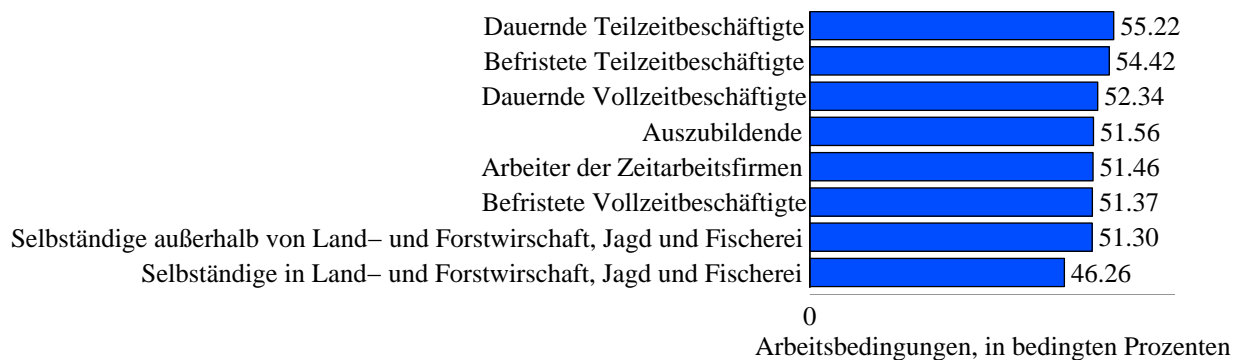 Dauernde Teilzeitbeschäftigte 55.22
Befristete Teilzeitbeschäftigte 54.42
Dauernde Vollzeitbeschäftigte 52.34
Auszubildende 51.56
Arbeiter der Zeitarbeitsfirmen 51.46
Befristete Vollzeitbeschäftigte 51.37
Selbständige außerhalb von Land− und Forstwirschaft, Jagd und Fischerei 51.30
Selbständige in Land− und Forstwirschaft, Jagd und Fischerei 46.26
0
Arbeitsbedingungen, in bedingten Prozenten